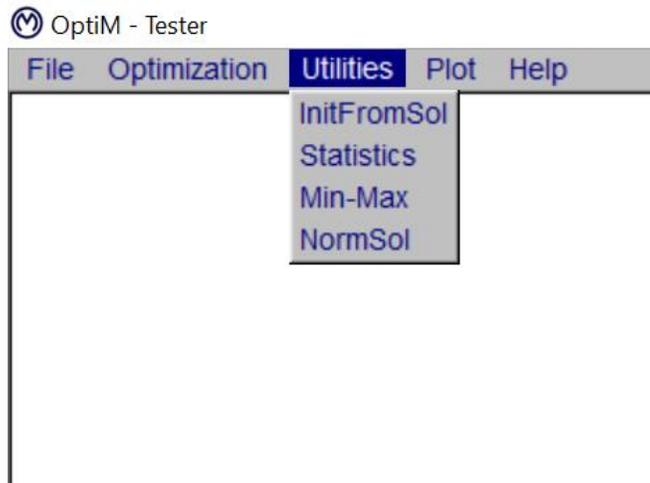 OptiM - Tester
File Optimization Utilities Plot Help
InitFromSol
Statistics
Min-Max
NormSol